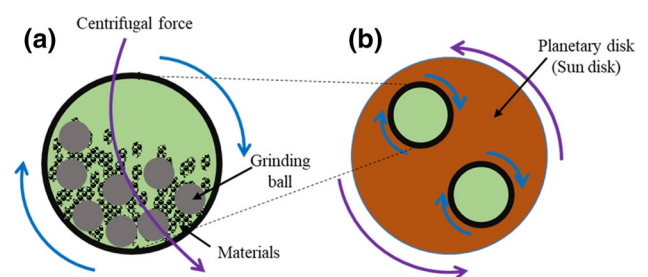 Centrifugal force
(a)
Grinding
ball
Materials
(b)
Planetary disk
(Sun disk)